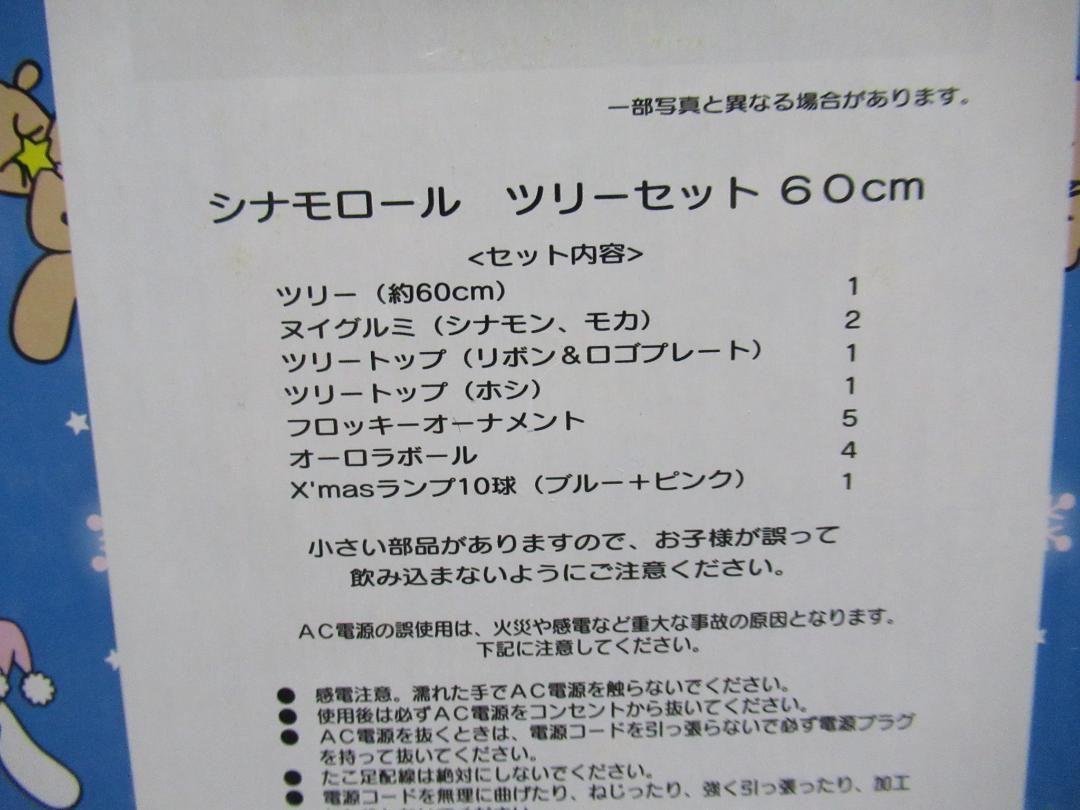 一部写真と異なる場合があります。
シナモロール　ツリーセット 60cm
<セット内容>
ツリー（約60cm） 1
ヌイグルミ（シナモン、モカ） 2
ツリートップ（リボン＆ロゴプレート） 1
ツリートップ（ホシ） 1
フロッキーオーナメント 5
オーロラボール 4
X'masランプ10球（ブルー＋ピンク） 1
小さい部品がありますので、お子様が誤って
飲み込まないようにご注意ください。
AC電源の誤使用は、火災や感電など重大な事故の原因となります。
下記に注意してください。
● 感電注意。濡れた手でAC電源を触らないでください。
● 使用後は必ずAC電源をコンセントから抜いてください。
● AC電源を抜くときは、電源コードを引っ張らないで必ず電源プラグ
を持って抜いてください。
● たこ足配線は絶対にしないでください。
● 電源コードを無理に曲げたり、ねじったり、強く引っ張ったり、加工